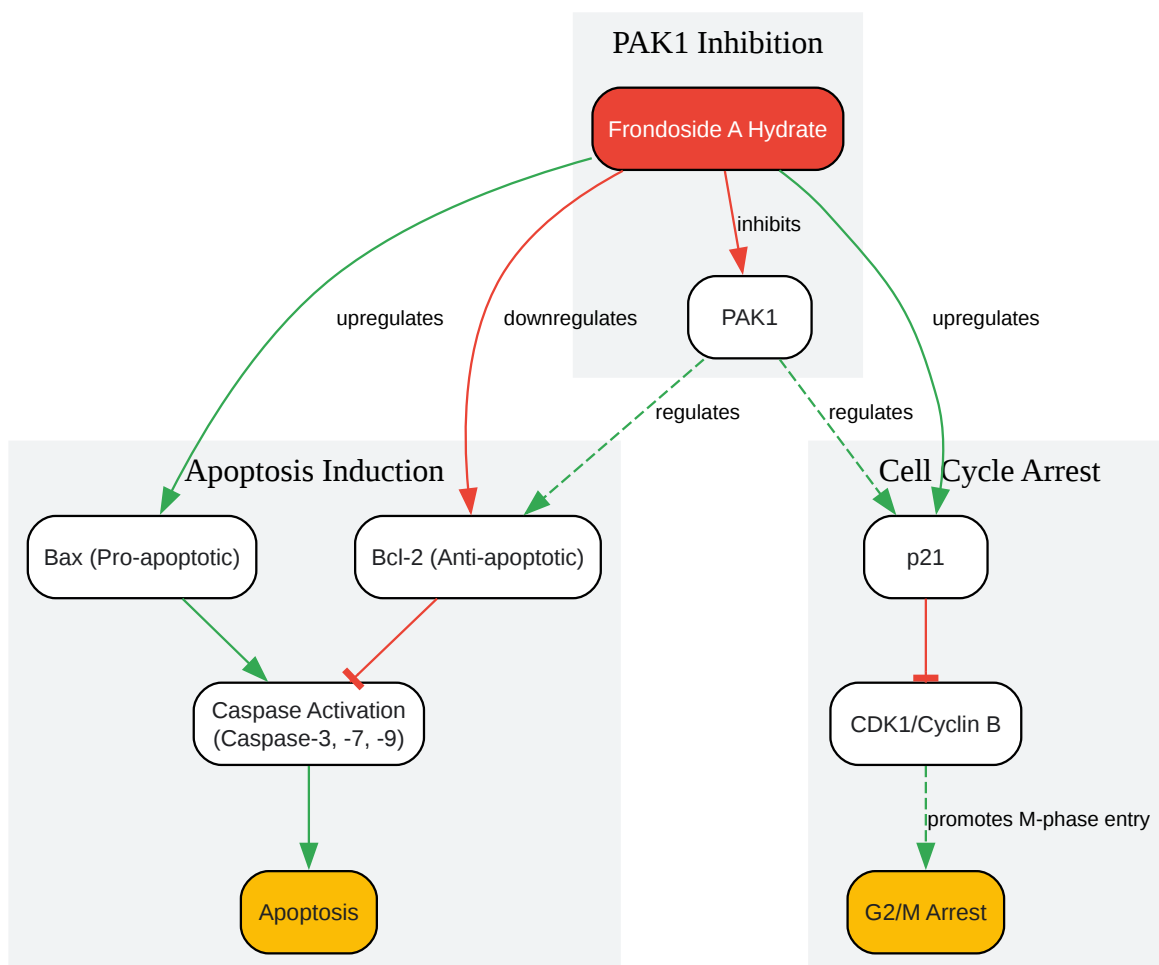 PAK1 Inhibition
Frondoside A Hydrate
inhibits
upregulates
downregulates
PAK1
upregulates
regulates
regulates
Apoptosis Induction
Cell Cycle Arrest
Bax (Pro-apoptotic)
Bcl-2 (Anti-apoptotic)
p21
Caspase Activation
(Caspase-3, -7, -9)
CDK1/Cyclin B
promotes M-phase entry
Apoptosis
G2/M Arrest